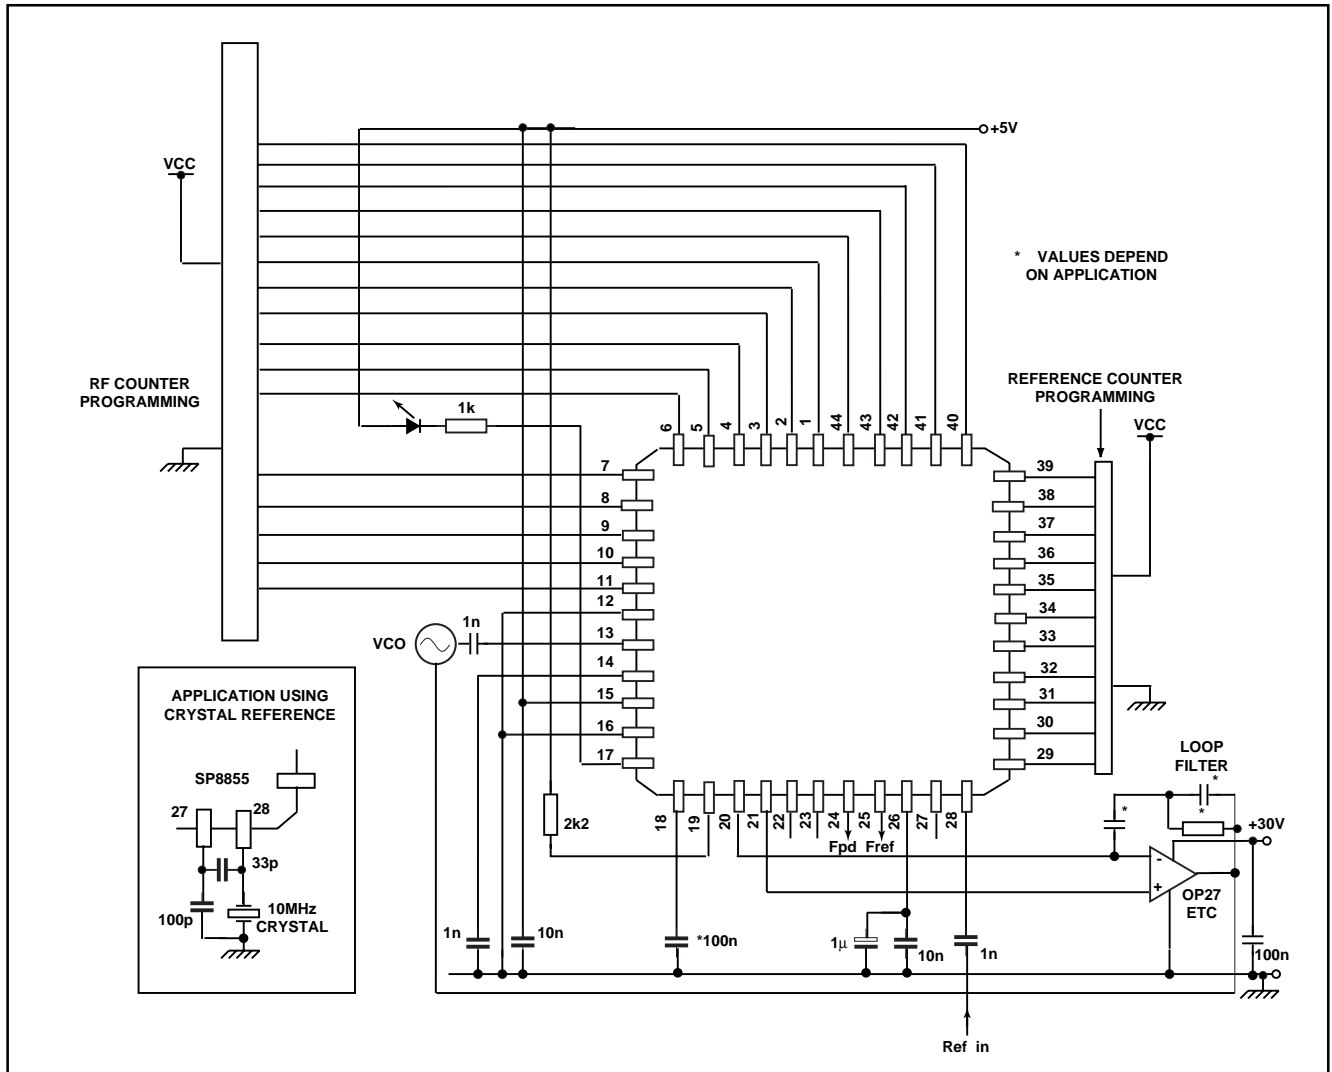 +5V
VCC
* VALUES DEPEND
ON APPLICATION
RF COUNTER
PROGRAMMING
1k
REFERENCE COUNTER
PROGRAMMING
VCC
6
5
4
3
2
1
44
43
42
41
40
7
8
9
10
11
12
13
14
15
16
17
39
38
37
36
35
34
33
32
31
30
29
VCO
1n
APPLICATION USING
CRYSTAL REFERENCE
SP8855
27
28
33p
100p
10MHz
CRYSTAL
2k2
18
19
20
21
22
23
24
25
26
27
28
Fpd
Fref
LOOP
FILTER
*
*
*
+30V
-
+
OP27
ETC
1n
10n
*100n
1µ
10n
1n
100n
Ref in